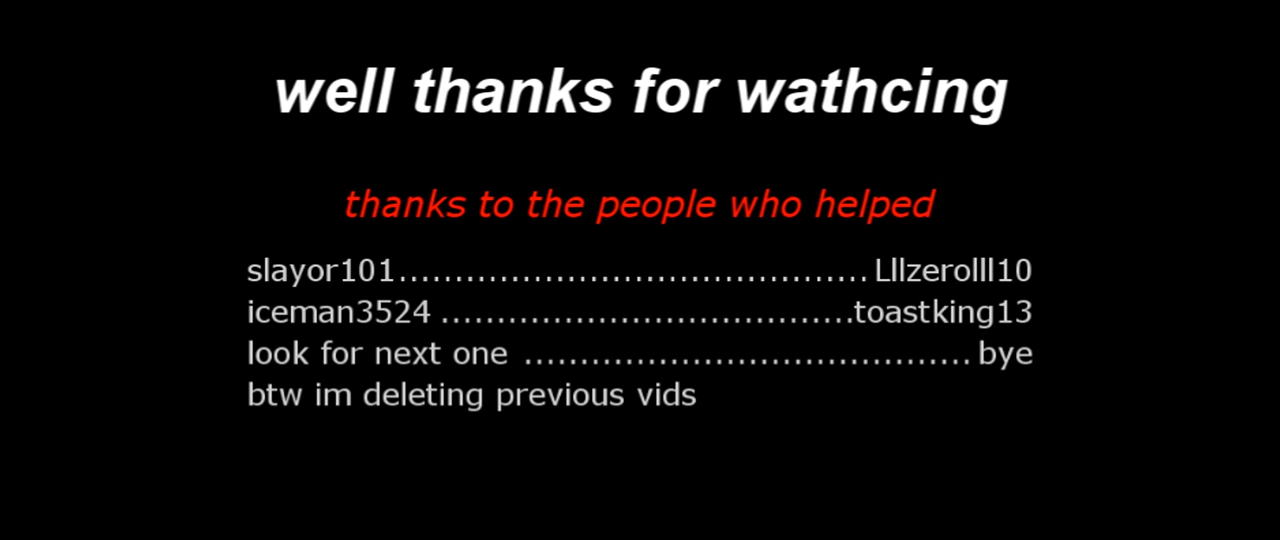 well thanks for wathcing
thanks to the people who helped
slayor101..........................................Lllzerolll10
iceman3524 .....................................toastking13
look for next one ........................................bye
btw im deleting previous vids